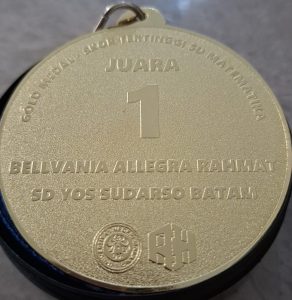 GOLD MEDAL SD MATEMATIKA
JUARA
1
BELLVANIA ALLEGRA RAHMAT
SD YOS SUDARSO BATAM